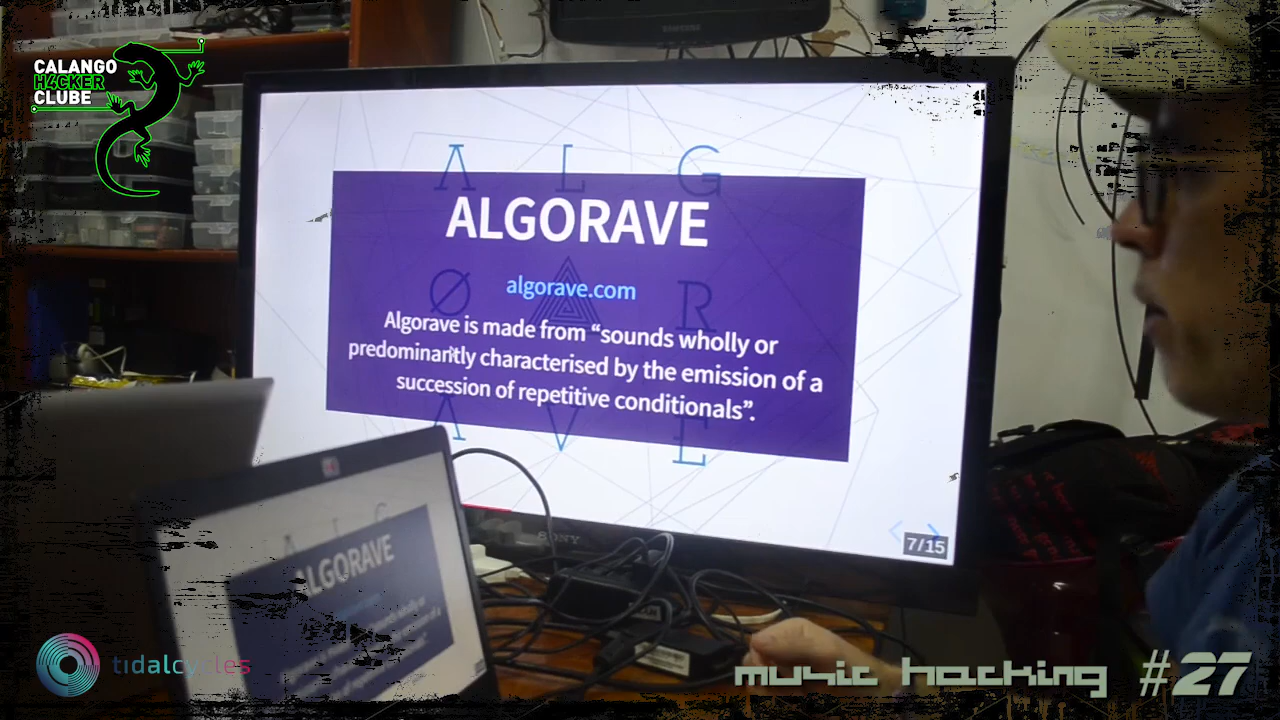 SAMSUNG
CALANGO
H4CKER
CLUBE
A L G
ALGORAVE
algorave.com
Ø R
Algorave is made from “sounds wholly or
predominantly characterised by the emission of a
succession of repetitive conditionals”.
A V E
7/15
SONY
ALGORAVE
tidalcycles
music hacking #27